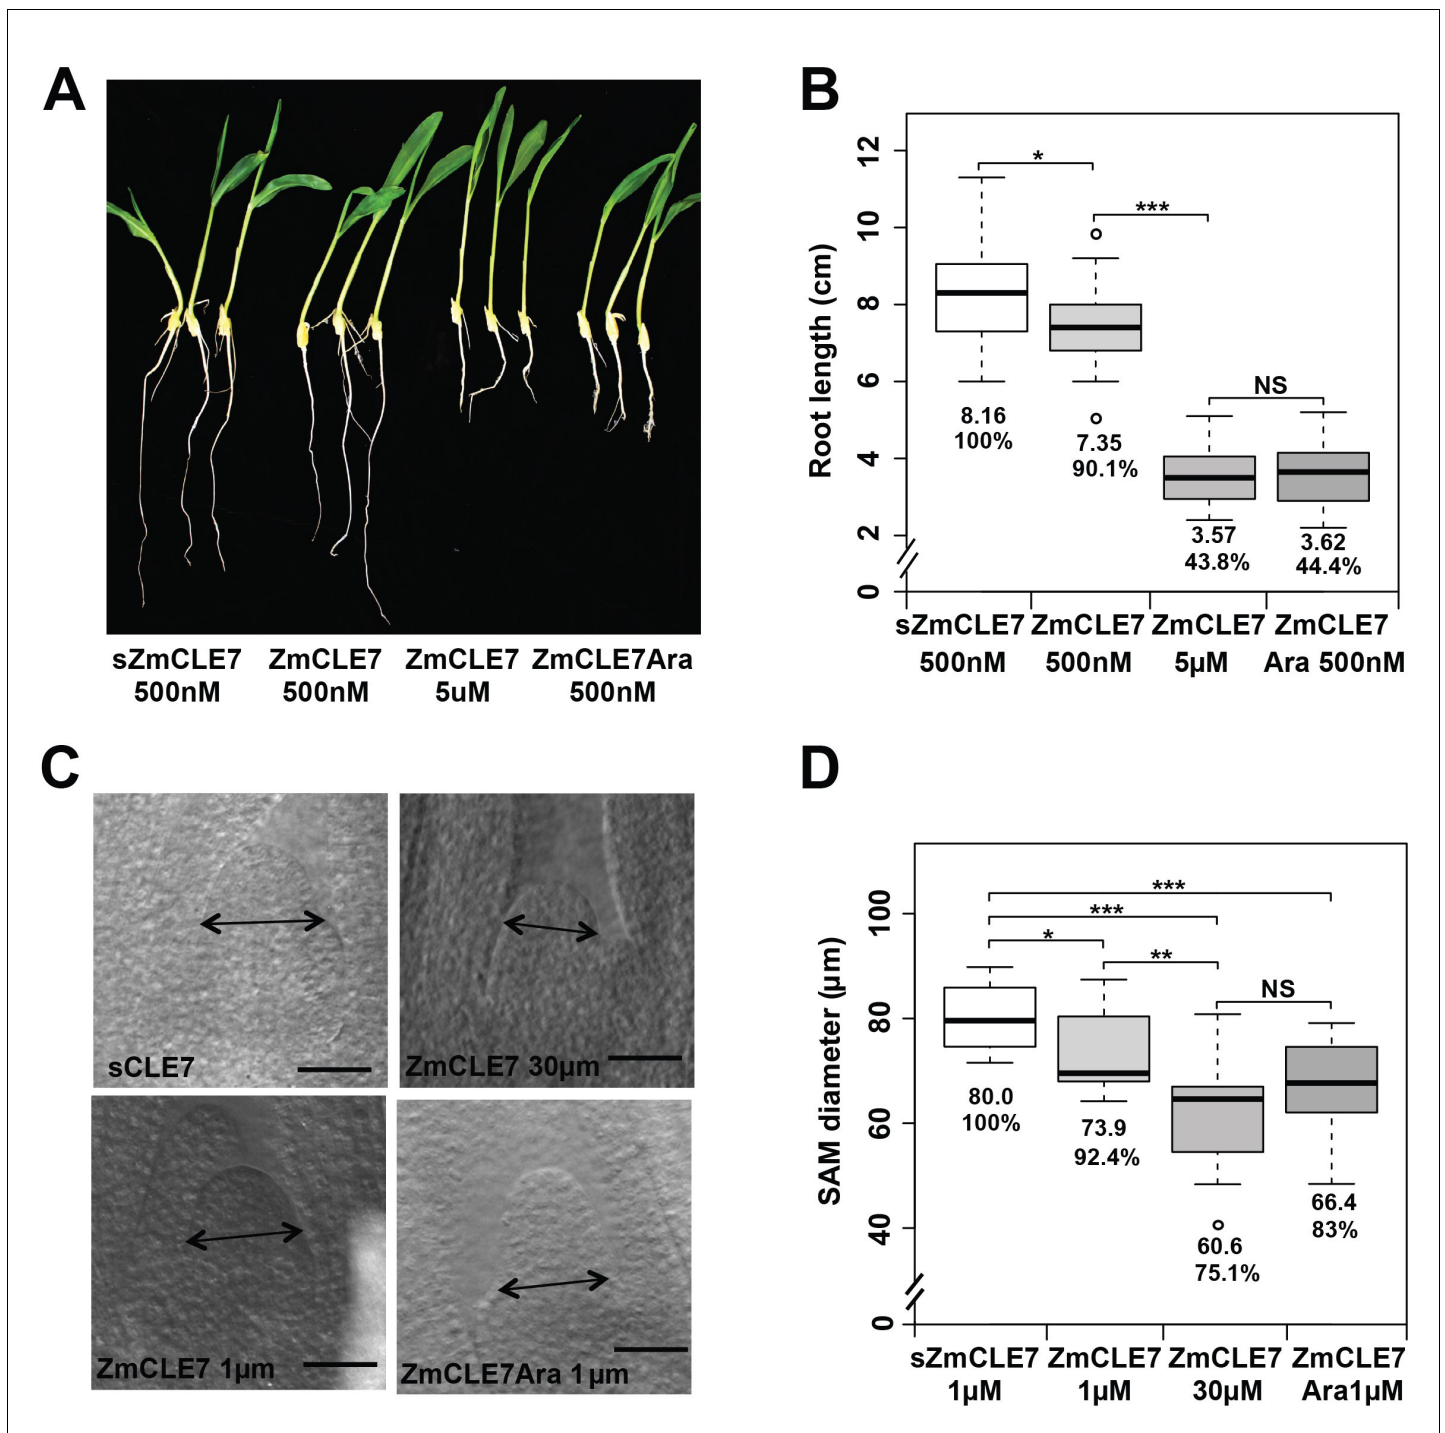 A
sZmCLE7 ZmCLE7 ZmCLE7 ZmCLE7Ara
500nM 500nM 5uM 500nM
B
Root length (cm)
12
10
8
6
4
2
0
*
***
NS
8.16
100%
7.35
90.1%
3.57
43.8%
3.62
44.4%
sZmCLE7 ZmCLE7 ZmCLE7 ZmCLE7
500nM 500nM 5µM Ara 500nM
C
sCLE7
ZmCLE7 30µm
ZmCLE7 1µm
ZmCLE7Ara 1µm
D
SAM diameter (µm)
100
80
60
40
0
***
***
*
**
NS
80.0
100%
73.9
92.4%
60.6
75.1%
66.4
83%
sZmCLE7 ZmCLE7 ZmCLE7 ZmCLE7
1µM 1µM 30µM Ara1µM